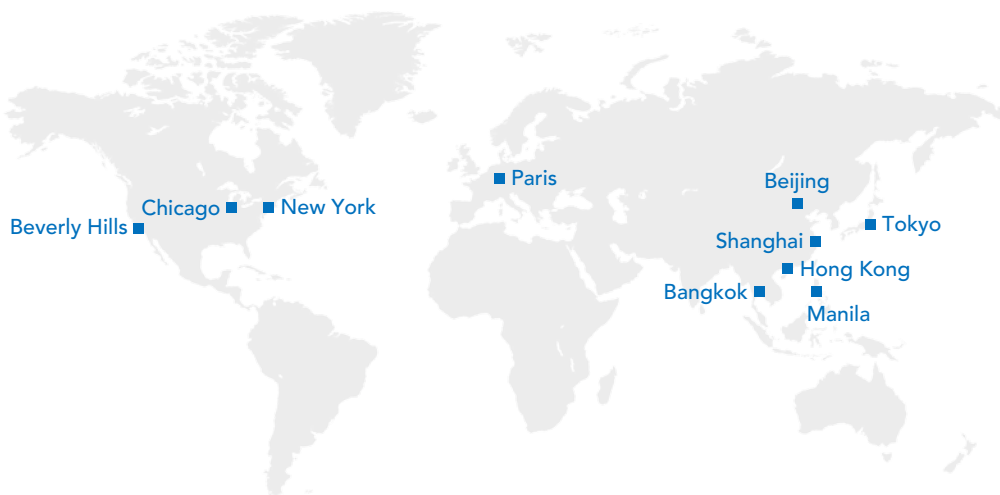 Paris
Beijing
Chicago
New York
Beverly Hills
Tokyo
Shanghai
Hong Kong
Bangkok
Manila